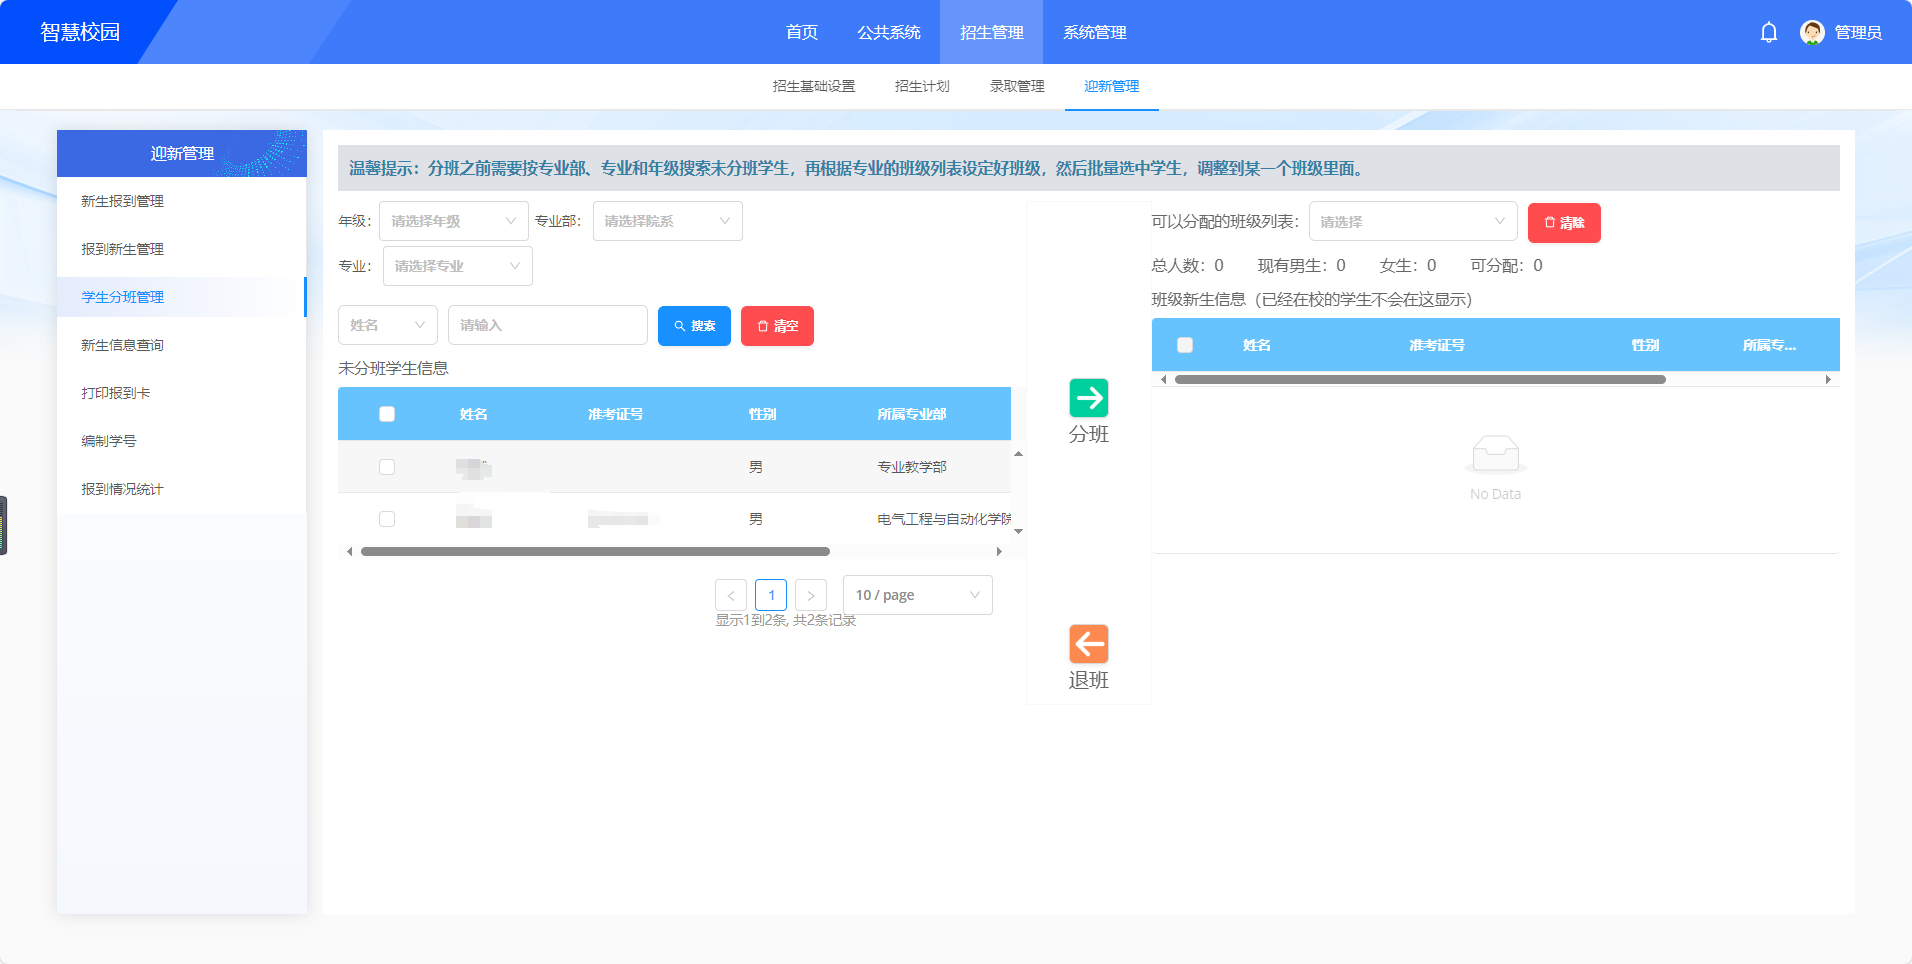 智慧校园
首页 公共系统 招生管理 系统管理
管理员
招生基础设置 招生计划 录取管理 迎新管理
迎新管理
新生报到管理
报到新生管理
学生分班管理
新生信息查询
打印报到卡
编制学号
报到情况统计
温馨提示：分班之前需要按专业部、专业和年级搜索未分班学生，再根据专业的班级列表设定好班级，然后批量选中学生，调整到某一个班级里面。
年级： 请选择年级 专业部： 请选择院系
专业： 请选择专业
姓名 请输入 搜索 清空
未分班学生信息
姓名 准考证号 性别 所属专业部
男 专业教学部
男 电气工程与自动化学院
1 10 / page
显示1到2条, 共2条记录
分班
退班
可以分配的班级列表： 请选择 清除
总人数：0 现有男生：0 女生：0 可分配：0
班级新生信息（已经在校的学生不会在这显示）
姓名 准考证号 性别 所属专...
No Data